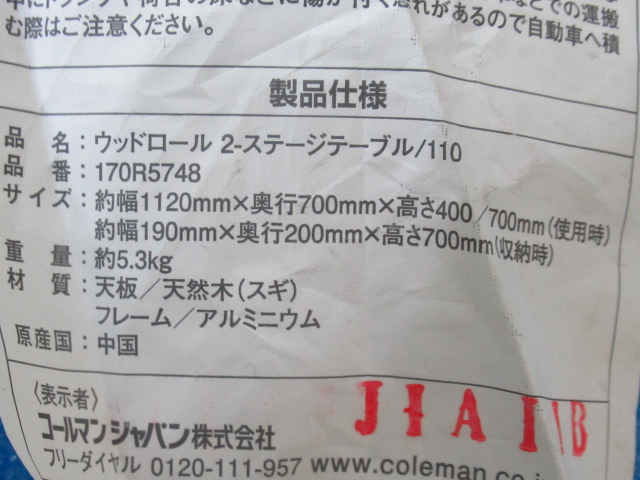 む際はご注意ください。
製品仕様
品 名：ウッドロール 2-ステージテーブル/110
品 番：170R5748
サイズ：約幅1120mm×奥行700mm×高さ400/700mm(使用時)
約幅190mm×奥行200mm×高さ700mm(収納時)
重 量：約5.3kg
材 質：天板／天然木(スギ)
フレーム／アルミニウム
原産国：中国
〈表示者〉
コールマン ジャパン株式会社
フリーダイヤル 0120-111-957 www.coleman.co.j
JIAI\B